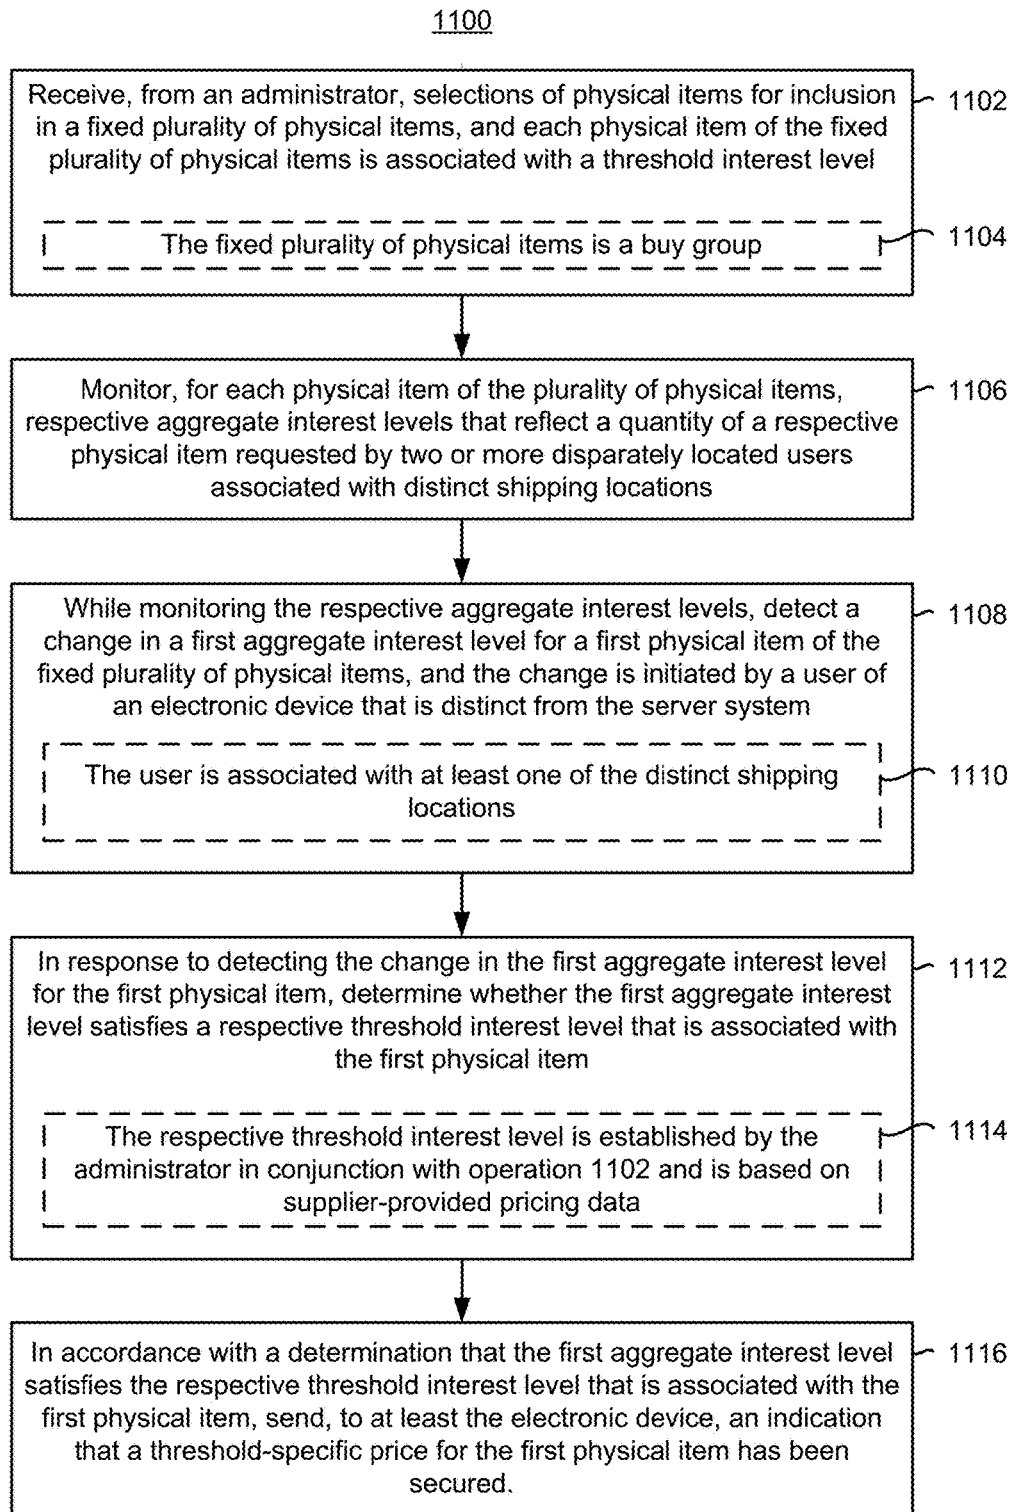 1100
Receive, from an administrator, selections of physical items for inclusion
in a fixed plurality of physical items, and each physical item of the fixed
plurality of physical items is associated with a threshold interest level
1102
The fixed plurality of physical items is a buy group
1104
Monitor, for each physical item of the plurality of physical items,
respective aggregate interest levels that reflect a quantity of a respective
physical item requested by two or more disparately located users
associated with distinct shipping locations
1106
While monitoring the respective aggregate interest levels, detect a
change in a first aggregate interest level for a first physical item of the
fixed plurality of physical items, and the change is initiated by a user of
an electronic device that is distinct from the server system
1108
The user is associated with at least one of the distinct shipping
locations
1110
In response to detecting the change in the first aggregate interest level
for the first physical item, determine whether the first aggregate interest
level satisfies a respective threshold interest level that is associated with
the first physical item
1112
The respective threshold interest level is established by the
administrator in conjunction with operation 1102 and is based on
supplier-provided pricing data
1114
In accordance with a determination that the first aggregate interest level
satisfies the respective threshold interest level that is associated with the
first physical item, send, to at least the electronic device, an indication
that a threshold-specific price for the first physical item has been
secured.
1116